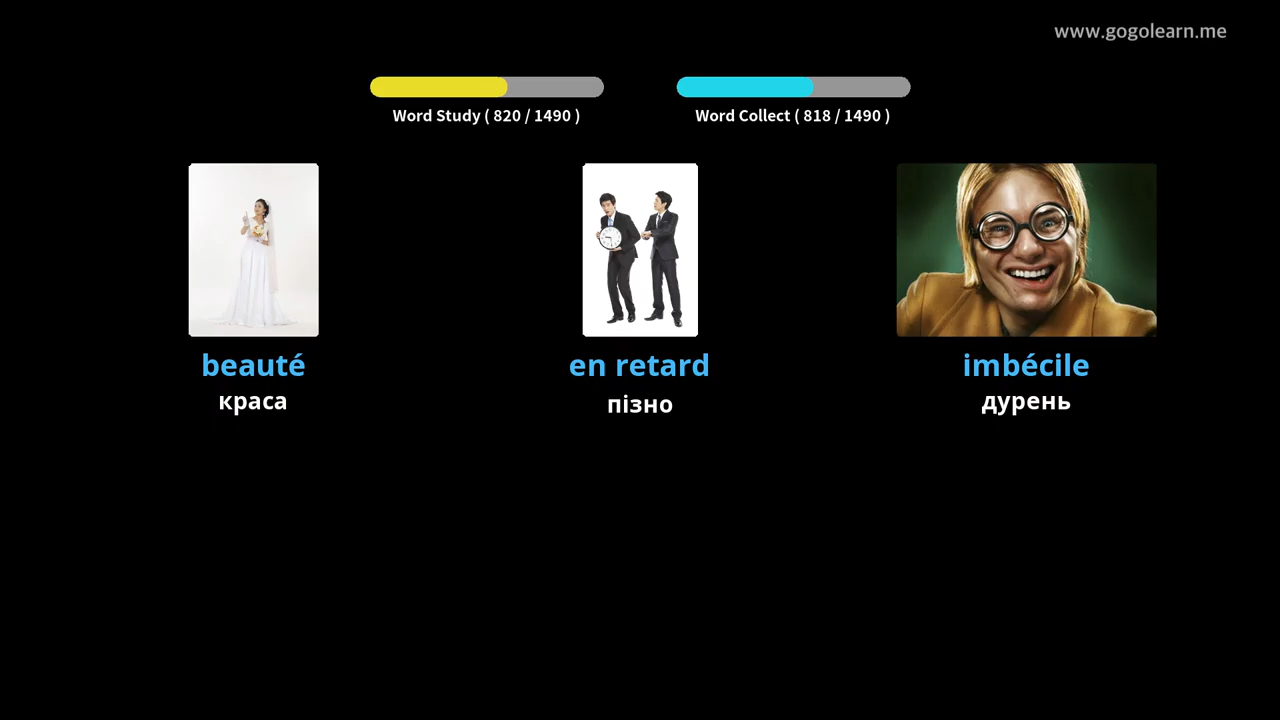 www.gogolearn.me
Word Study ( 820 / 1490 )
Word Collect ( 818 / 1490 )
beauté
краса
en retard
пізно
imbécile
дурень